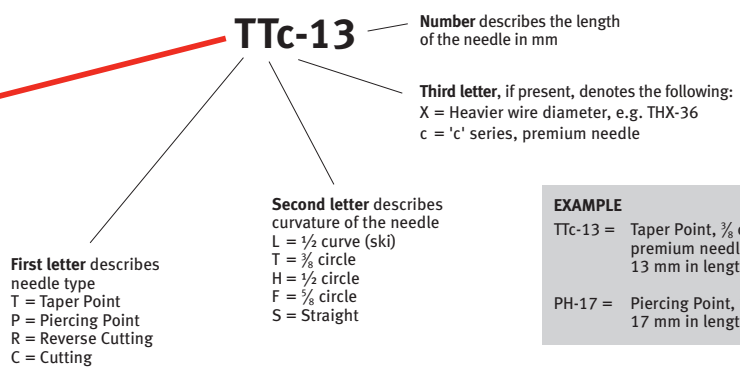 TTc-13
Number describes the length
of the needle in mm
Third letter, if present, denotes the following:
X = Heavier wire diameter, e.g. THX-36
c = 'c' series, premium needle
Second letter describes
curvature of the needle
L = ½ curve (ski)
T = ⅜ circle
H = ½ circle
F = ⅝ circle
S = Straight
First letter describes
needle type
T = Taper Point
P = Piercing Point
R = Reverse Cutting
C = Cutting
EXAMPLE
TTc-13 = Taper Point, ⅜
premium
13 mm in
PH-17 = Piercing Point,
17 mm in